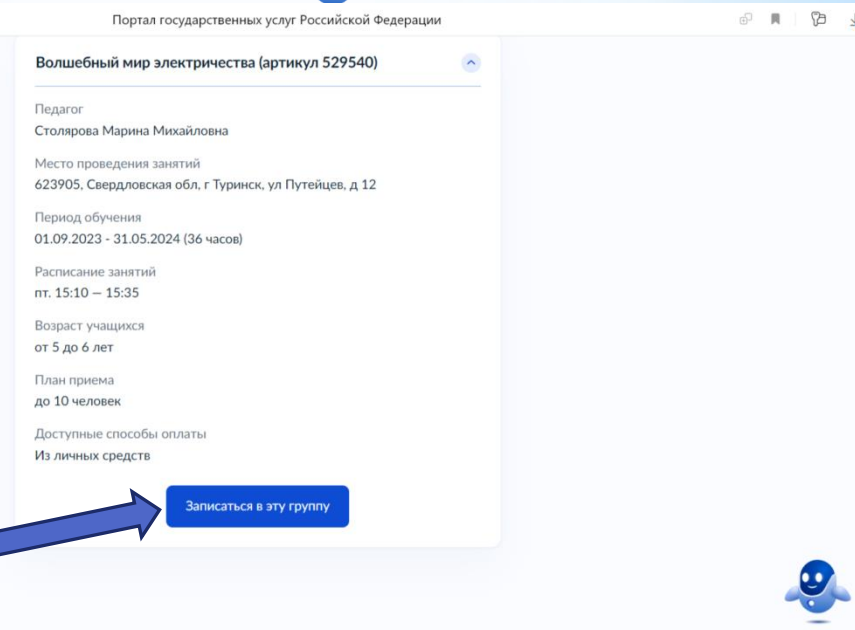 Портал государственных услуг Российской Федерации
Волшебный мир электричества (артикул 529540)
Педагог
Столярова Марина Михайловна
Место проведения занятий
623905, Свердловская обл, г Туринск, ул Путейцев, д 12
Период обучения
01.09.2023 - 31.05.2024 (36 часов)
Расписание занятий
пт. 15:10 — 15:35
Возраст учащихся
от 5 до 6 лет
План приема
до 10 человек
Доступные способы оплаты
Из личных средств
Записаться в эту группу